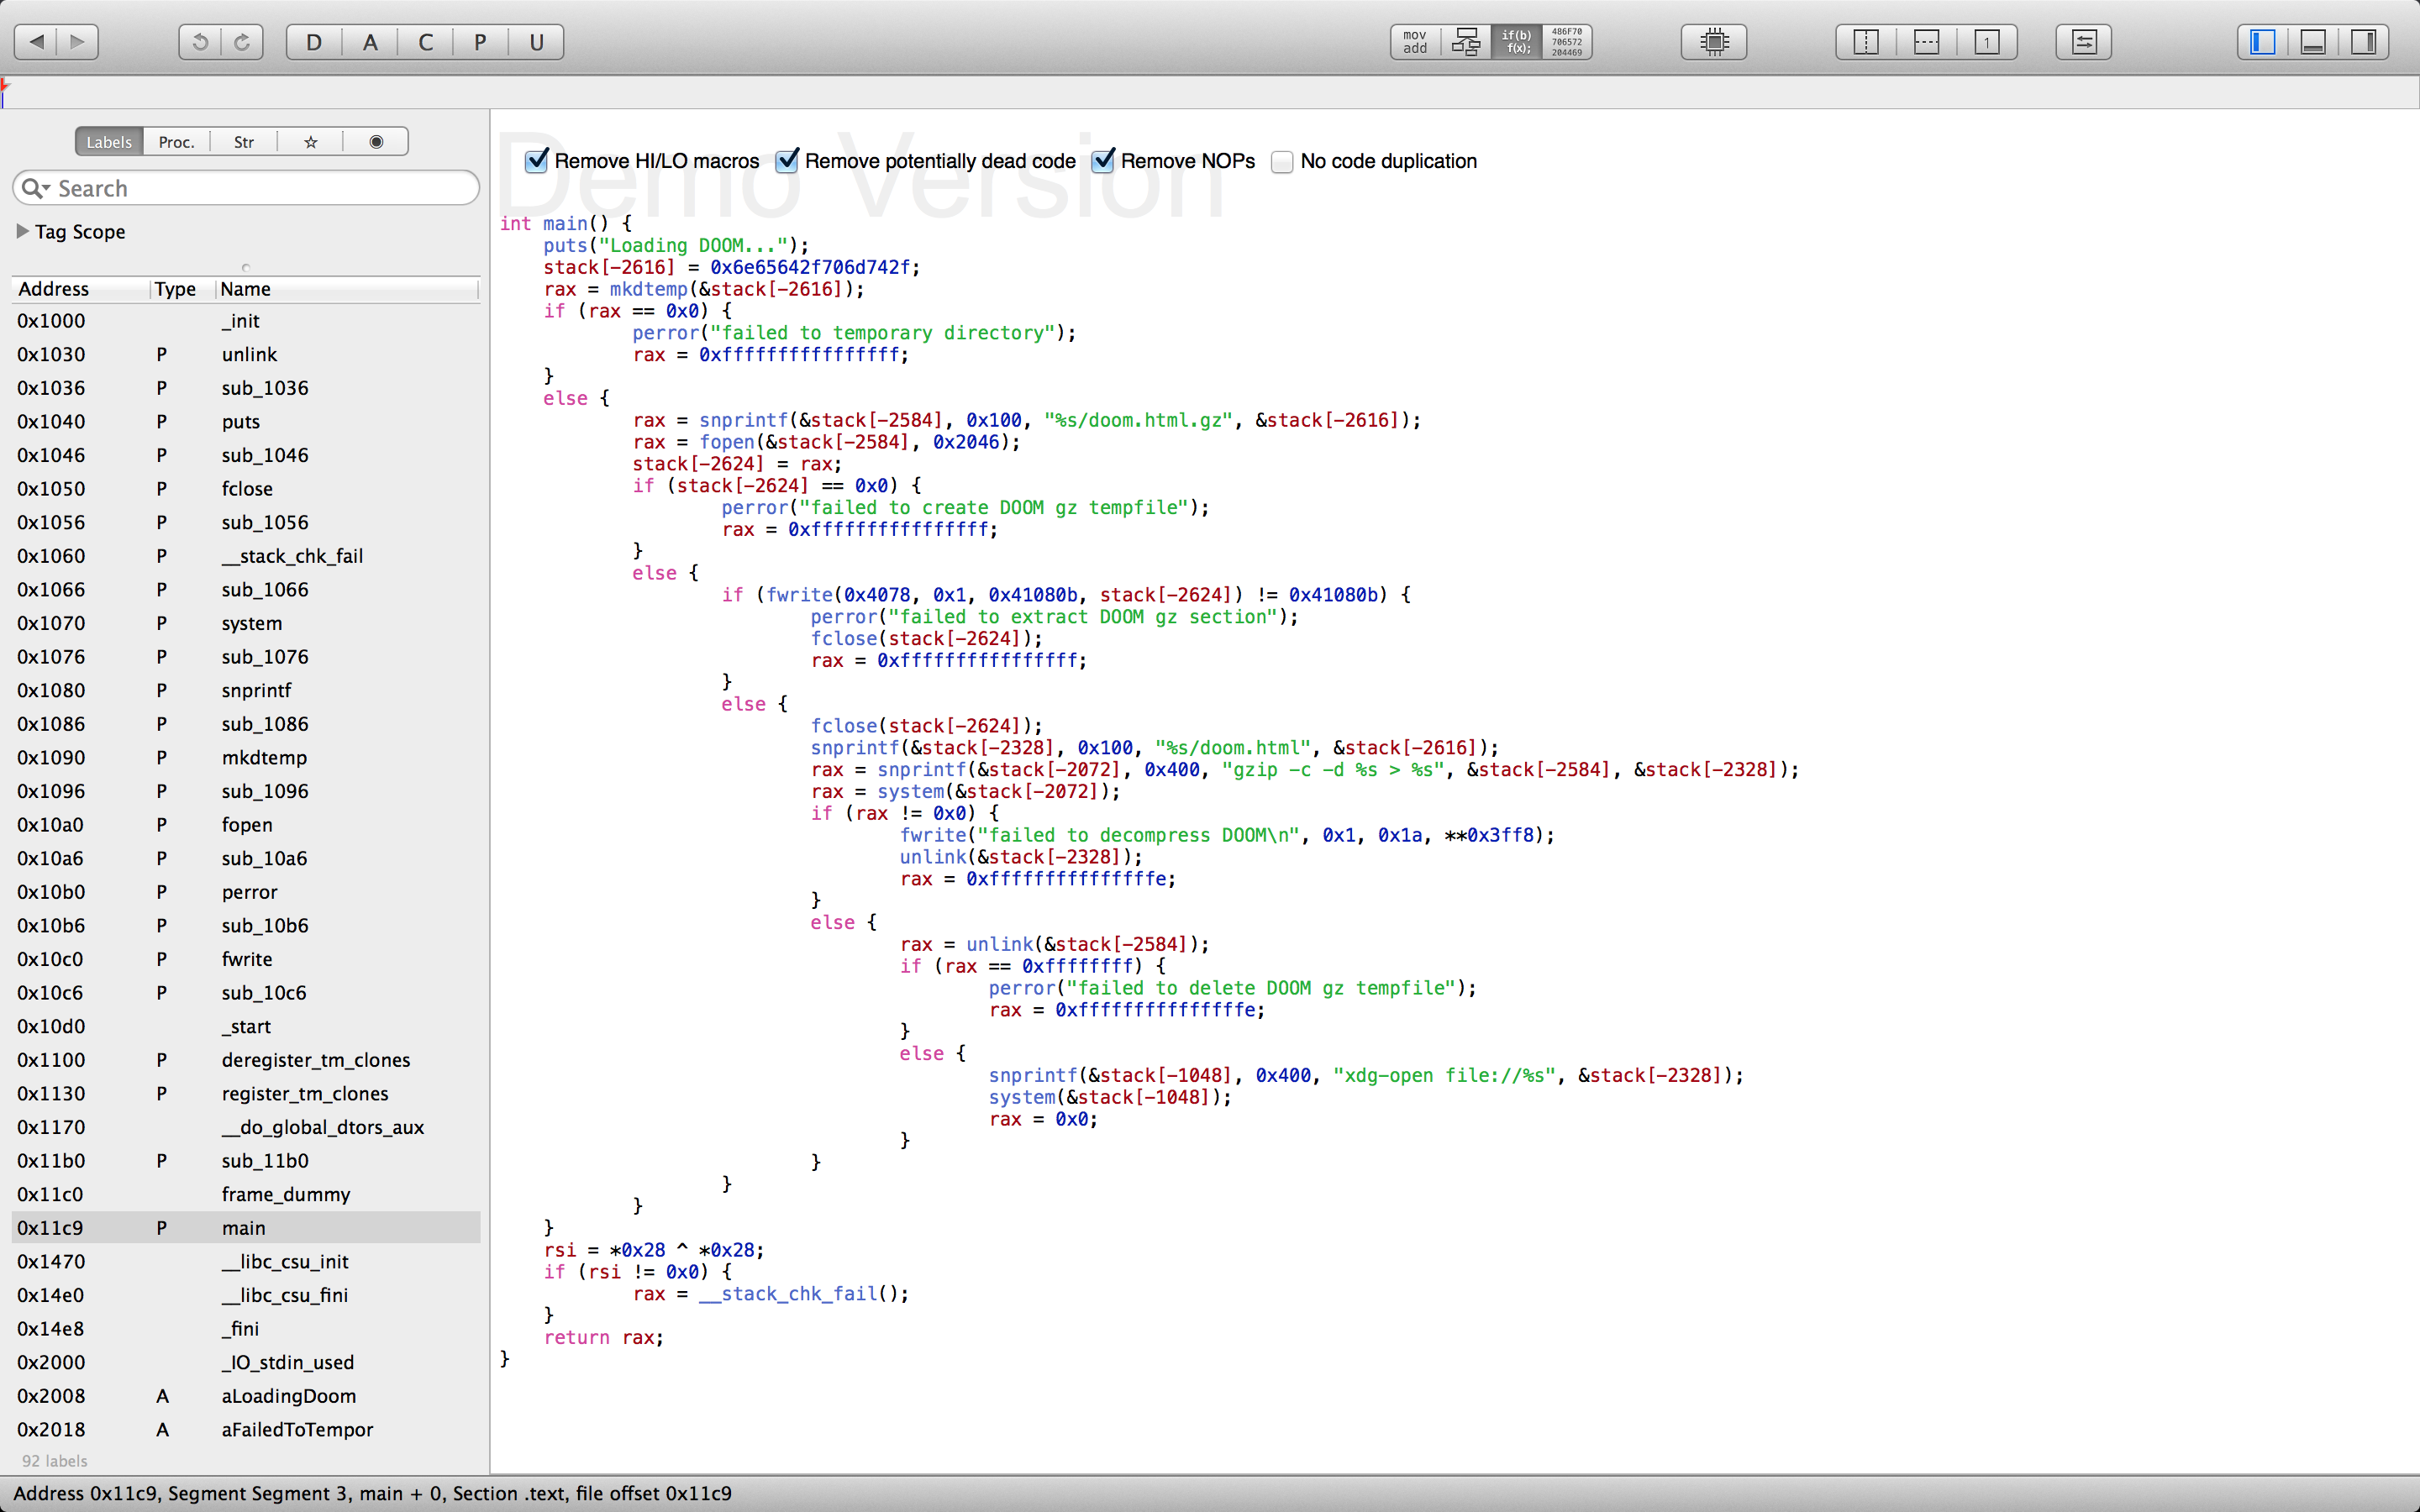 D A C P U
mov add
if(b) f(x);
486F70 706572 204469
1
Labels Proc. Str
Search
Tag Scope
Address Type Name
0x1000 _init
0x1030 P unlink
0x1036 P sub_1036
0x1040 P puts
0x1046 P sub_1046
0x1050 P fclose
0x1056 P sub_1056
0x1060 P __stack_chk_fail
0x1066 P sub_1066
0x1070 P system
0x1076 P sub_1076
0x1080 P snprintf
0x1086 P sub_1086
0x1090 P mkdtemp
0x1096 P sub_1096
0x10a0 P fopen
0x10a6 P sub_10a6
0x10b0 P perror
0x10b6 P sub_10b6
0x10c0 P fwrite
0x10c6 P sub_10c6
0x10d0 _start
0x1100 P deregister_tm_clones
0x1130 P register_tm_clones
0x1170 __do_global_dtors_aux
0x11b0 P sub_11b0
0x11c0 frame_dummy
0x11c9 P main
0x1470 __libc_csu_init
0x14e0 __libc_csu_fini
0x14e8 _fini
0x2000 _IO_stdin_used
0x2008 A aLoadingDoom
0x2018 A aFailedToTempor
92 labels
Demo Version
Remove HI/LO macros Remove potentially dead code Remove NOPs No code duplication
int main() {
    puts("Loading DOOM...");
    stack[-2616] = 0x6e65642f706d742f;
    rax = mkdtemp(&stack[-2616]);
    if (rax == 0x0) {
            perror("failed to temporary directory");
            rax = 0xffffffffffffffff;
    }
    else {
            rax = snprintf(&stack[-2584], 0x100, "%s/doom.html.gz", &stack[-2616]);
            rax = fopen(&stack[-2584], 0x2046);
            stack[-2624] = rax;
            if (stack[-2624] == 0x0) {
                    perror("failed to create DOOM gz tempfile");
                    rax = 0xffffffffffffffff;
            }
            else {
                    if (fwrite(0x4078, 0x1, 0x41080b, stack[-2624]) != 0x41080b) {
                            perror("failed to extract DOOM gz section");
                            fclose(stack[-2624]);
                            rax = 0xffffffffffffffff;
                    }
                    else {
                            fclose(stack[-2624]);
                            snprintf(&stack[-2328], 0x100, "%s/doom.html", &stack[-2616]);
                            rax = snprintf(&stack[-2072], 0x400, "gzip -c -d %s > %s", &stack[-2584], &stack[-2328]);
                            rax = system(&stack[-2072]);
                            if (rax != 0x0) {
                                    fwrite("failed to decompress DOOM\n", 0x1, 0x1a, **0x3ff8);
                                    unlink(&stack[-2328]);
                                    rax = 0xfffffffffffffffe;
                            }
                            else {
                                    rax = unlink(&stack[-2584]);
                                    if (rax == 0xffffffff) {
                                            perror("failed to delete DOOM gz tempfile");
                                            rax = 0xfffffffffffffffe;
                                    }
                                    else {
                                            snprintf(&stack[-1048], 0x400, "xdg-open file://%s", &stack[-2328]);
                                            system(&stack[-1048]);
                                            rax = 0x0;
                                    }
                            }
                    }
            }
    }
    rsi = *0x28 ^ *0x28;
    if (rsi != 0x0) {
            rax = __stack_chk_fail();
    }
    return rax;
}
Address 0x11c9, Segment Segment 3, main + 0, Section .text, file offset 0x11c9